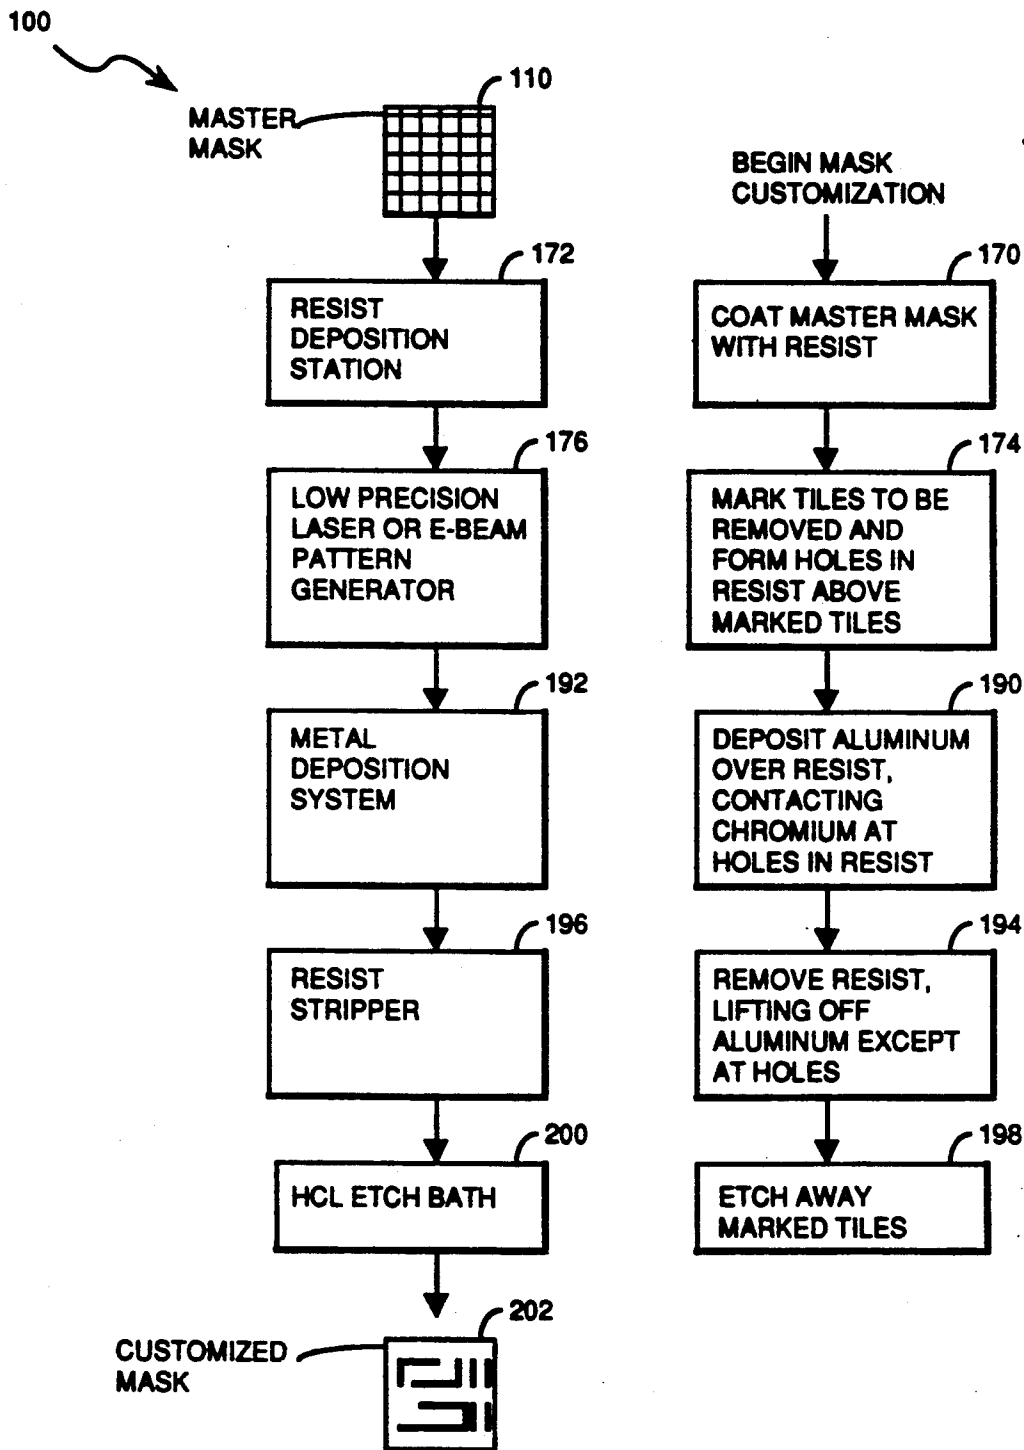 100
110
MASTER
MASK
172
RESIST
DEPOSITION
STATION
176
LOW PRECISION
LASER OR E-BEAM
PATTERN
GENERATOR
192
METAL
DEPOSITION
SYSTEM
196
RESIST
STRIPPER
200
HCL ETCH BATH
202
CUSTOMIZED
MASK
BEGIN MASK
CUSTOMIZATION
170
COAT MASTER MASK
WITH RESIST
174
MARK TILES TO BE
REMOVED AND
FORM HOLES IN
RESIST ABOVE
MARKED TILES
190
DEPOSIT ALUMINUM
OVER RESIST,
CONTACTING
CHROMIUM AT
HOLES IN RESIST
194
REMOVE RESIST,
LIFTING OFF
ALUMINUM EXCEPT
AT HOLES
198
ETCH AWAY
MARKED TILES